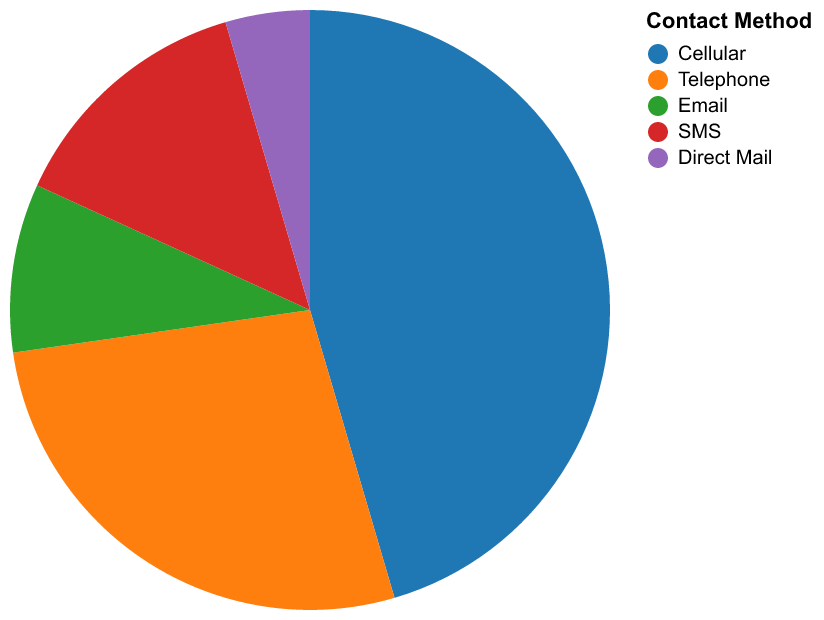 Contact Method
Cellular
Telephone
Email
SMS
Direct Mail